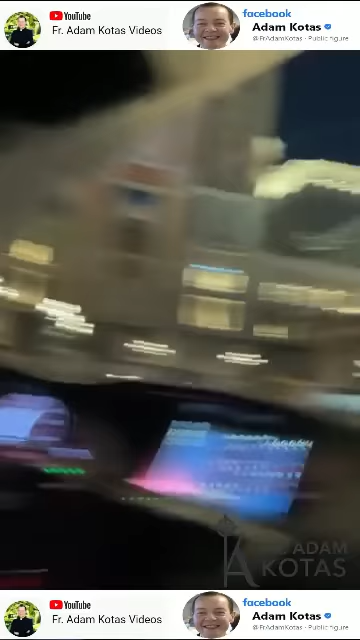 YouTube
Fr. Adam Kotas Videos
facebook
Adam Kotas
@FrAdamKotas · Public figure
ADAM
KOTAS
YouTube
Fr. Adam Kotas Videos
facebook
Adam Kotas
@FrAdamKotas · Public figure